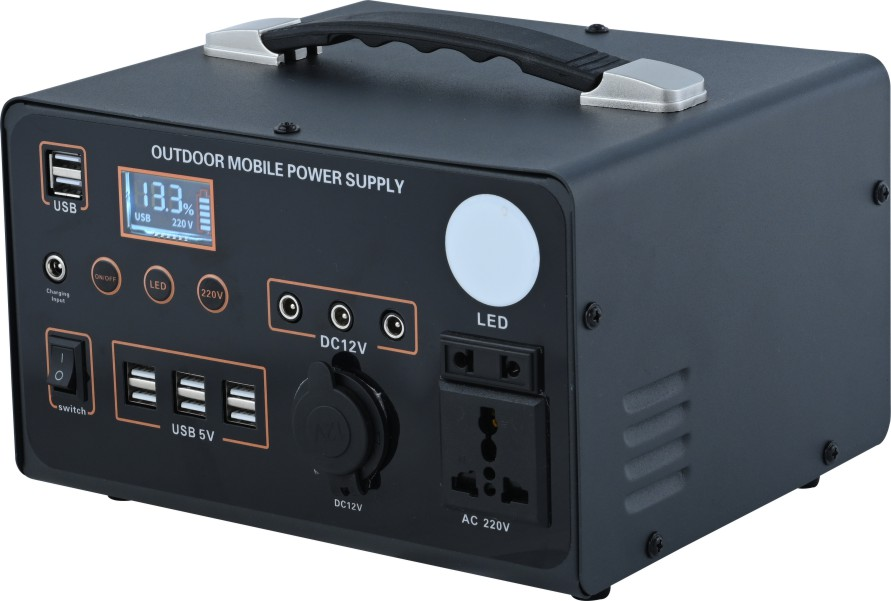 OUTDOOR MOBILE POWER SUPPLY
USB
13.3%
USB 220 V
Charging
Input
ON/OFF
LED
220V
DC12V
LED
I
O
switch
USB 5V
DC12V
AC 220V